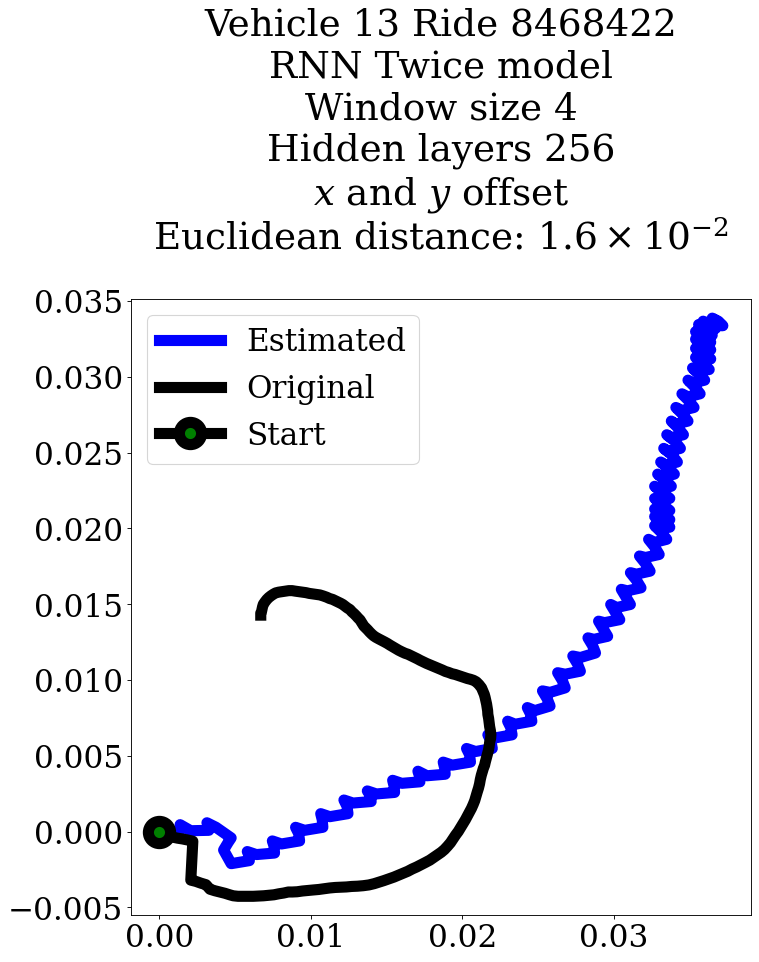 Vehicle 13 Ride 8468422
RNN Twice model
Window size 4
Hidden layers 256
x and y offset
Euclidean distance: 1.6 × 10⁻²
0.035
Estimated
0.030
Original
Start
0.025
0.020
0.015
0.010
0.005
0.000
−0.005
0.00 0.01 0.02 0.03